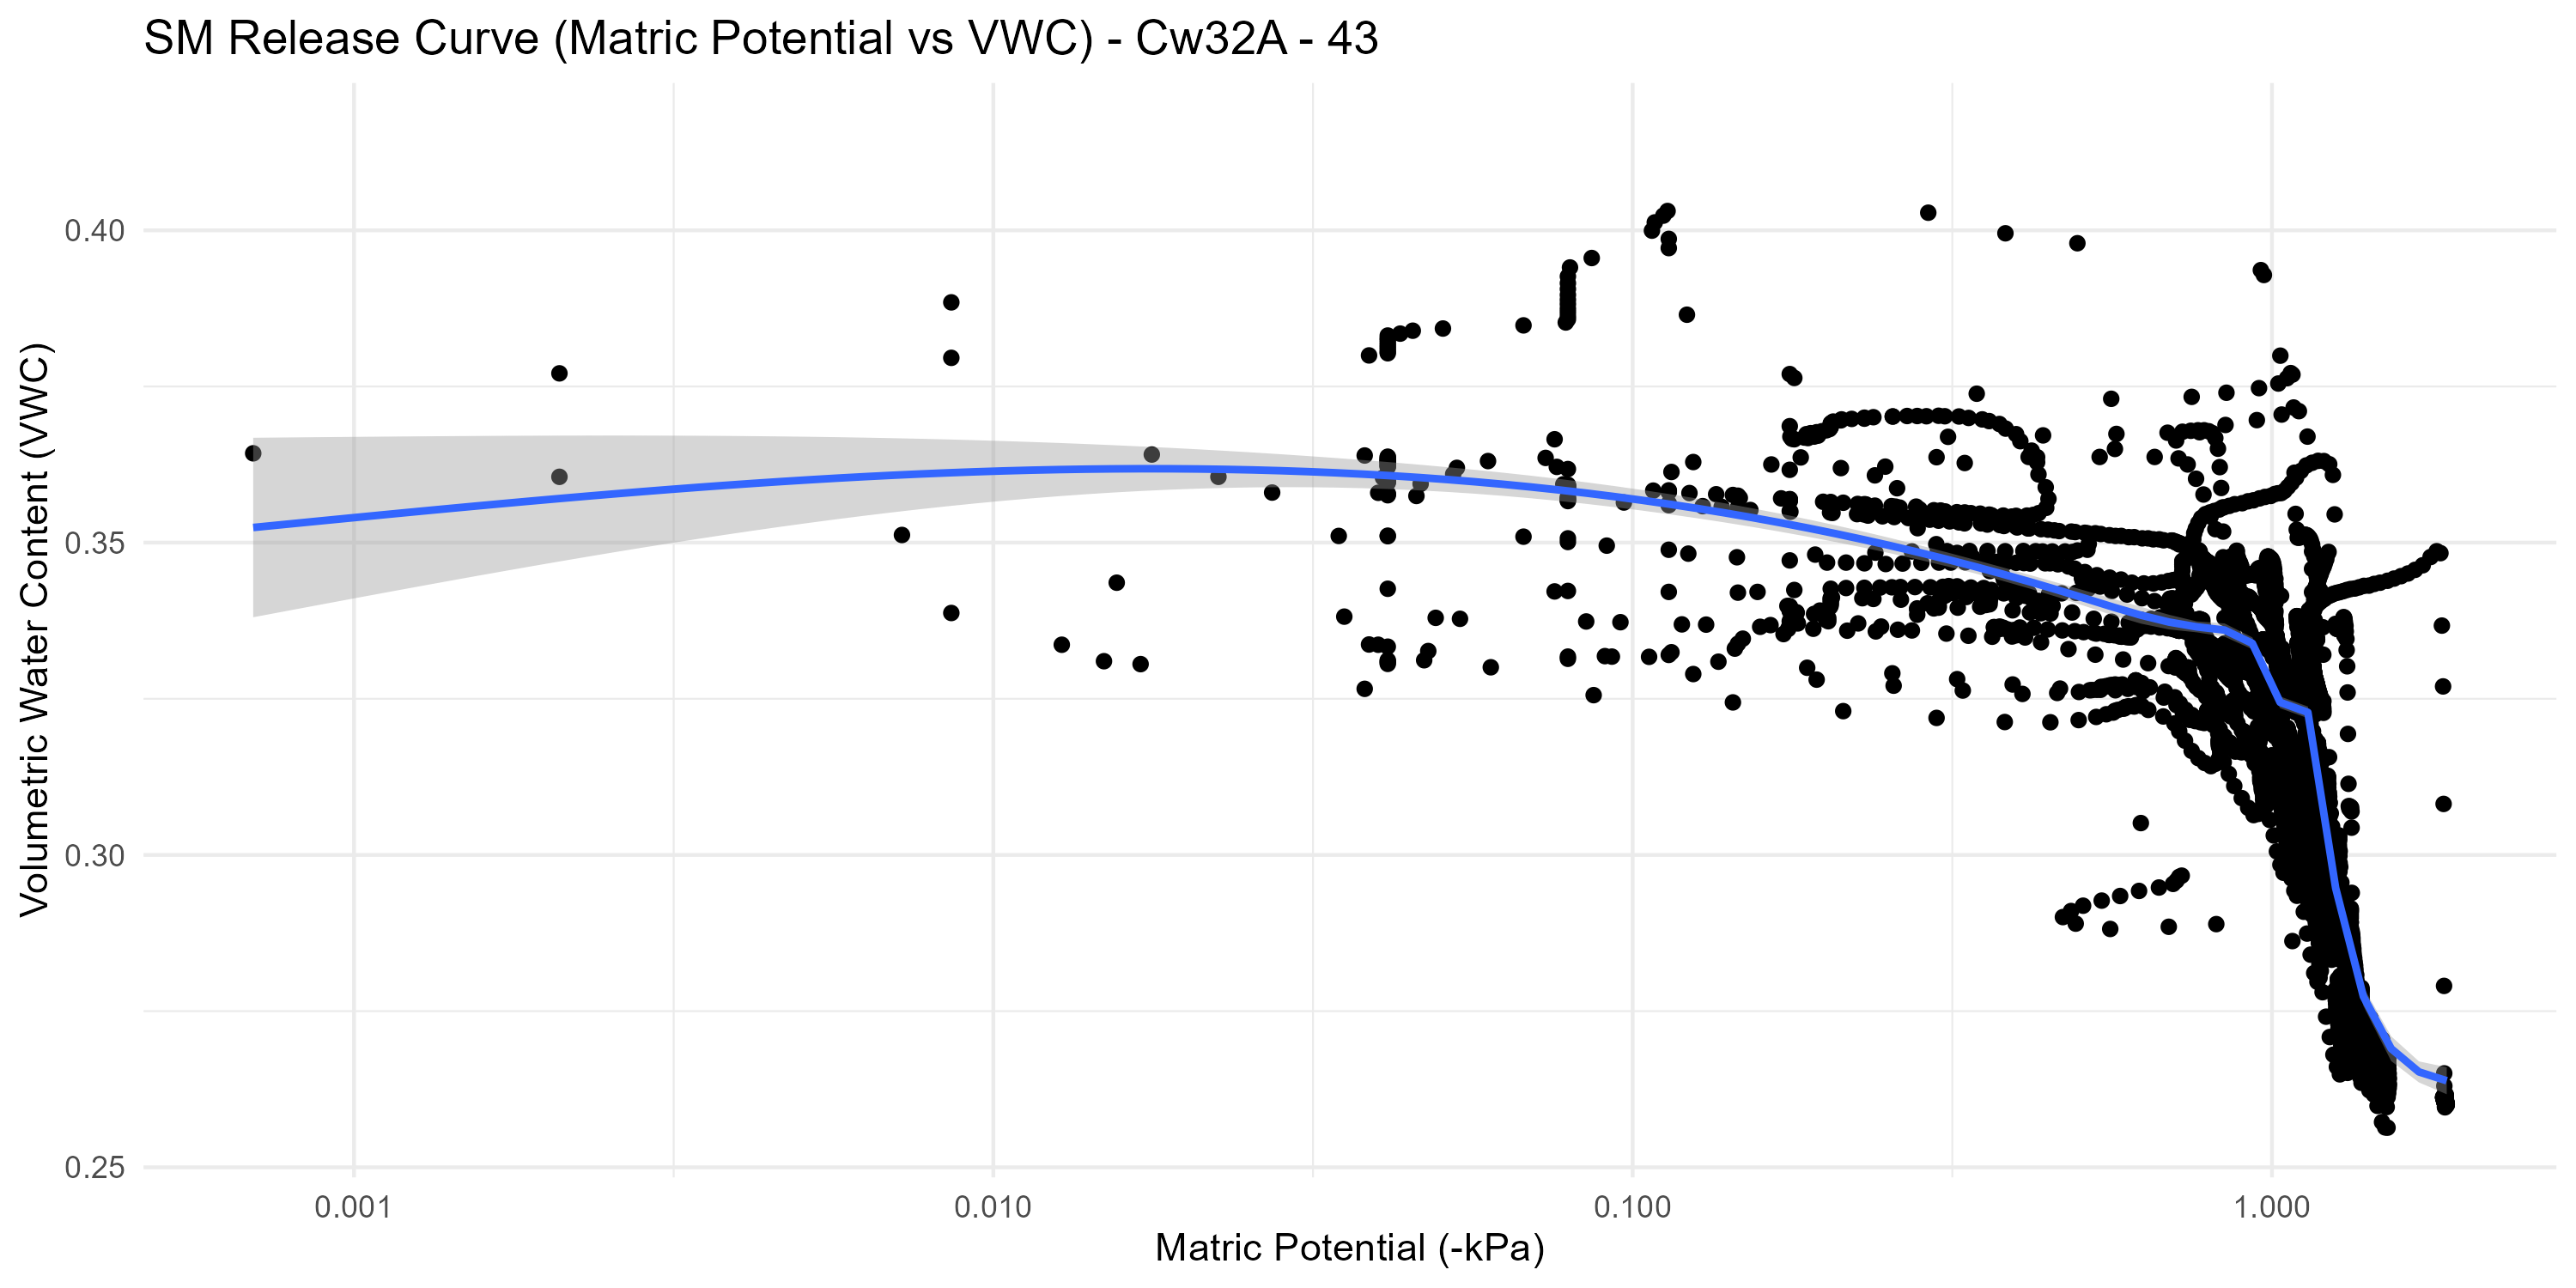 SM Release Curve (Matric Potential vs VWC) - Cw32A - 43
Volumetric Water Content (VWC)
0.40
0.35
0.30
0.25
0.001
0.010
0.100
1.000
Matric Potential (-kPa)